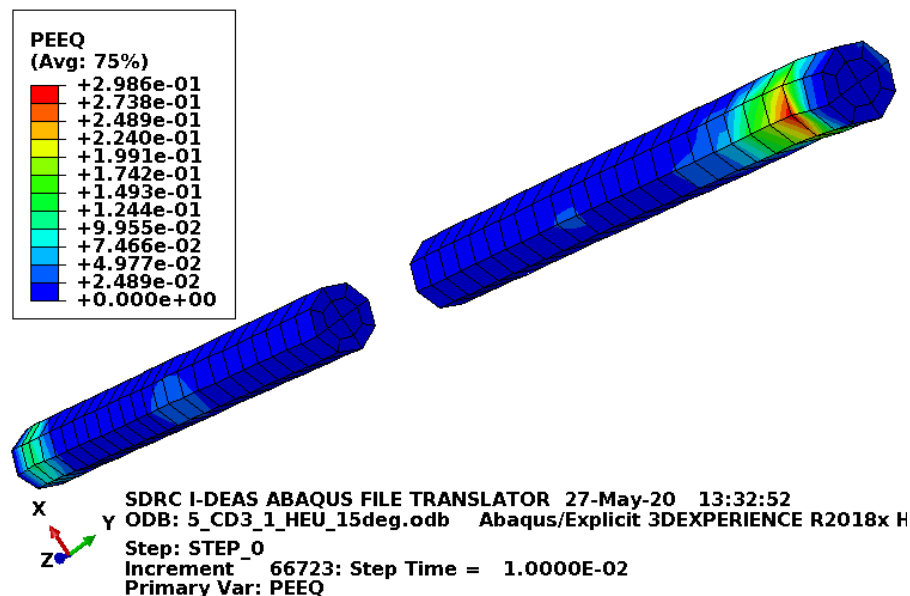 PEEQ
(Avg: 75%)
+2.986e-01
+2.738e-01
+2.489e-01
+2.240e-01
+1.991e-01
+1.742e-01
+1.493e-01
+1.244e-01
+9.955e-02
+7.466e-02
+4.977e-02
+2.489e-02
+0.000e+00
X
Y
Z
SDRC I-DEAS ABAQUS FILE TRANSLATOR 27-May-20 13:32:52
ODB: 5_CD3_1_HEU_15deg.odb Abaqus/Explicit 3DEXPERIENCE R2018x H
Step: STEP_0
Increment 66723: Step Time = 1.0000E-02
Primary Var: PEEQ